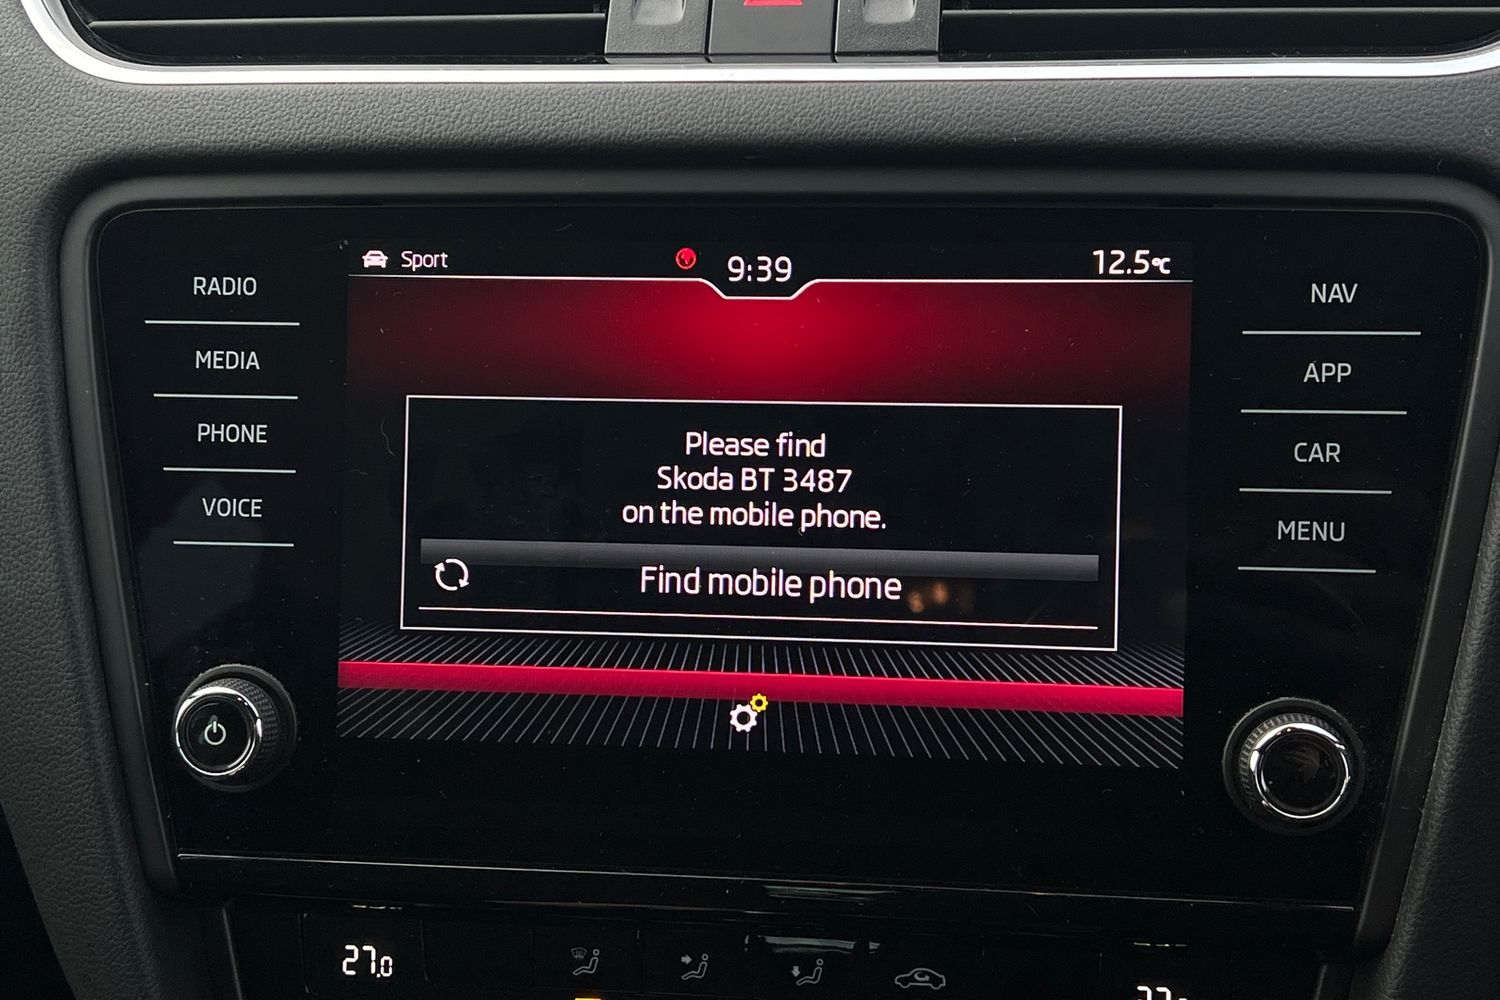 Sport
9:39
12.5°C
RADIO
MEDIA
PHONE
VOICE
NAV
APP
CAR
MENU
Please find
Skoda BT 3487
on the mobile phone.
Find mobile phone
27.0